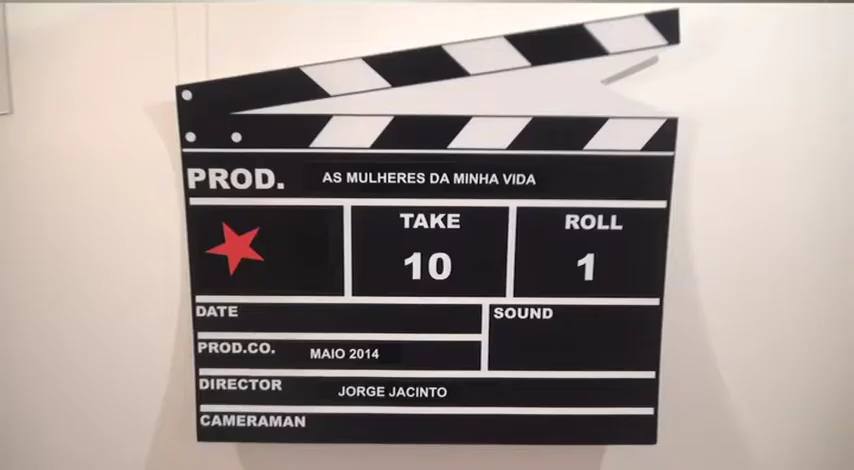 PROD. AS MULHERES DA MINHA VIDA
TAKE ROLL
10 1
DATE SOUND
PROD.CO. MAIO 2014
DIRECTOR JORGE JACINTO
CAMERAMAN